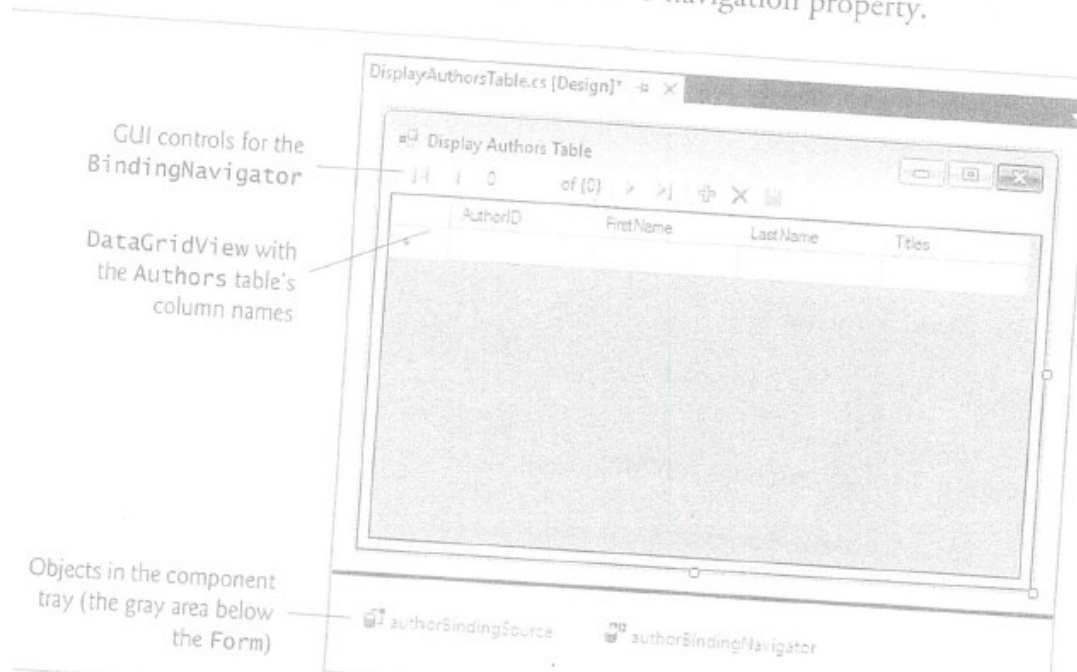 navigation property.
DisplayAuthorsTable.cs [Design]*
GUI controls for the
BindingNavigator
Display Authors Table
0 of {0}
DataGridView with
the Authors table's
column names
AuthorID FirstName LastName Titles
Objects in the component
tray (the gray area below
the Form)
authorBindingSource authorBindingNavigator